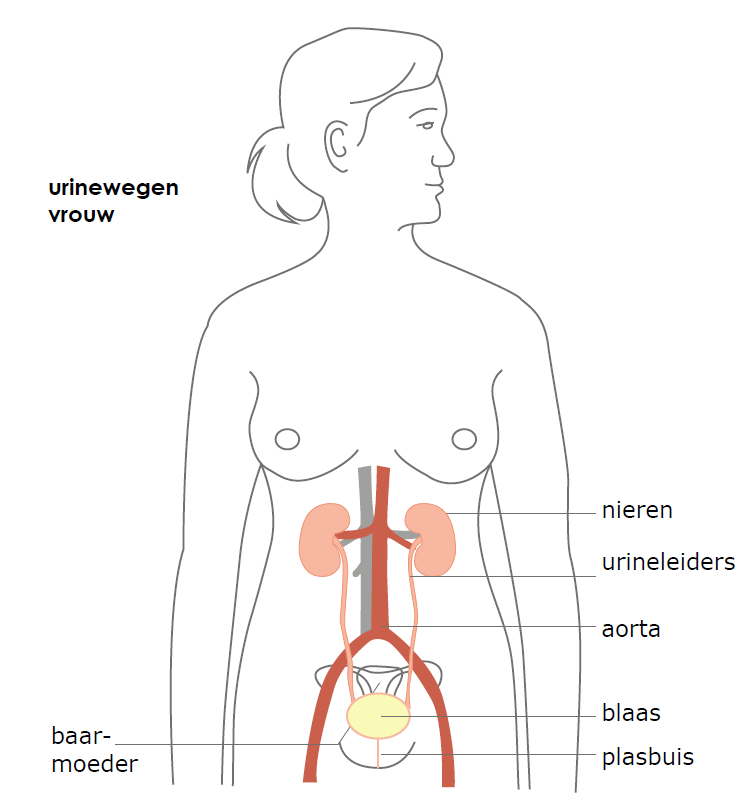 urinewegen
vrouw
nieren
urineleiders
aorta
blaas
plasbuis
baar-
moeder